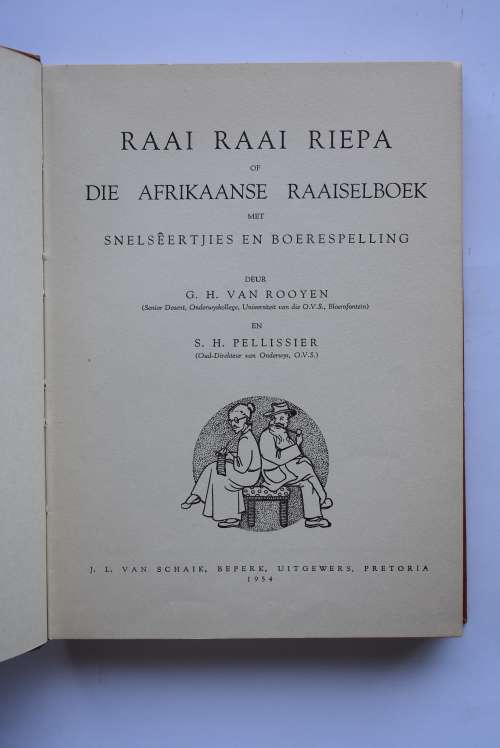 RAAI RAAI RIEPA
OF
DIE AFRIKAANSE RAAISELBOEK
MET
SNELSÊERTJIES EN BOERESPELLING
DEUR
G. H. VAN ROOYEN
(Senior Dosent, Onderwyskollege, Universiteit van die O.V.S., Bloemfontein)
EN
S. H. PELLISSIER
(Oud-Direkteur van Onderwys, O.V.S.)
J. L. VAN SCHAIK, BEPERK, UITGEWERS, PRETORIA
1954